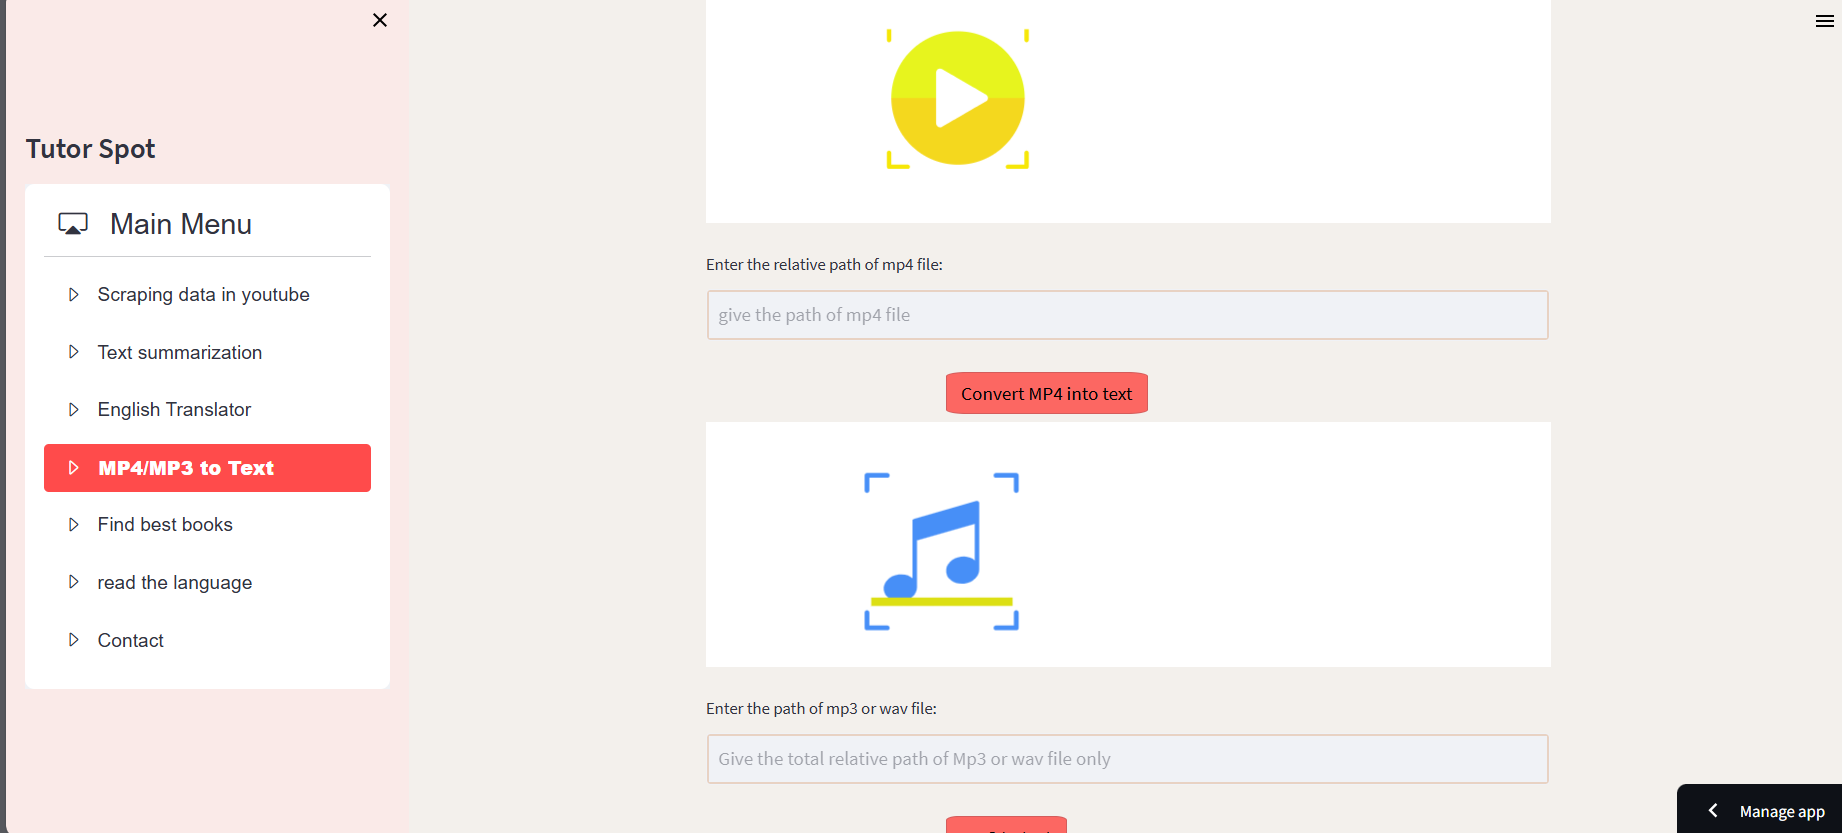 Tutor Spot
Main Menu
Scraping data in youtube
Text summarization
English Translator
MP4/MP3 to Text
Find best books
read the language
Contact
Enter the relative path of mp4 file:
give the path of mp4 file
Convert MP4 into text
Enter the path of mp3 or wav file:
Give the total relative path of Mp3 or wav file only
Manage app